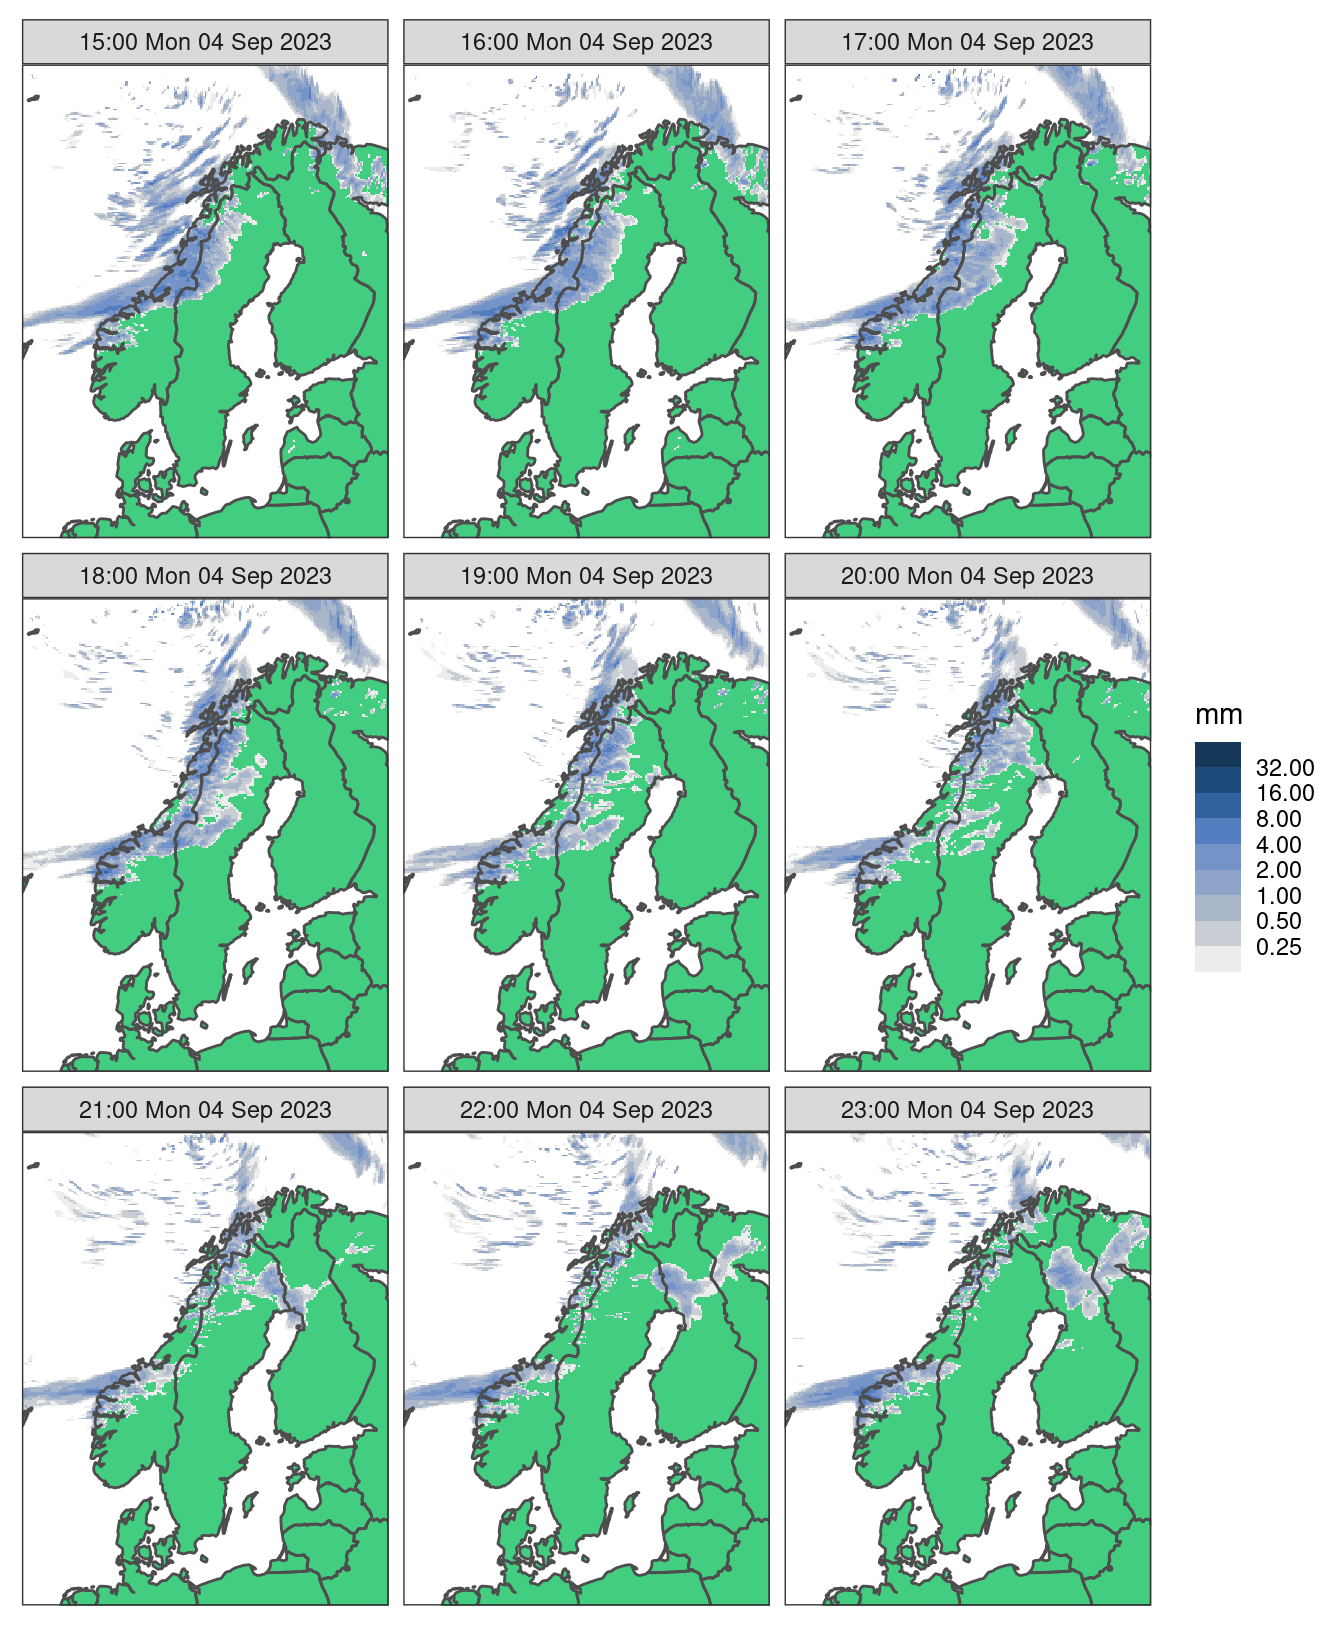 15:00 Mon 04 Sep 2023
16:00 Mon 04 Sep 2023
17:00 Mon 04 Sep 2023
18:00 Mon 04 Sep 2023
19:00 Mon 04 Sep 2023
20:00 Mon 04 Sep 2023
mm
32.00
16.00
8.00
4.00
2.00
1.00
0.50
0.25
21:00 Mon 04 Sep 2023
22:00 Mon 04 Sep 2023
23:00 Mon 04 Sep 2023